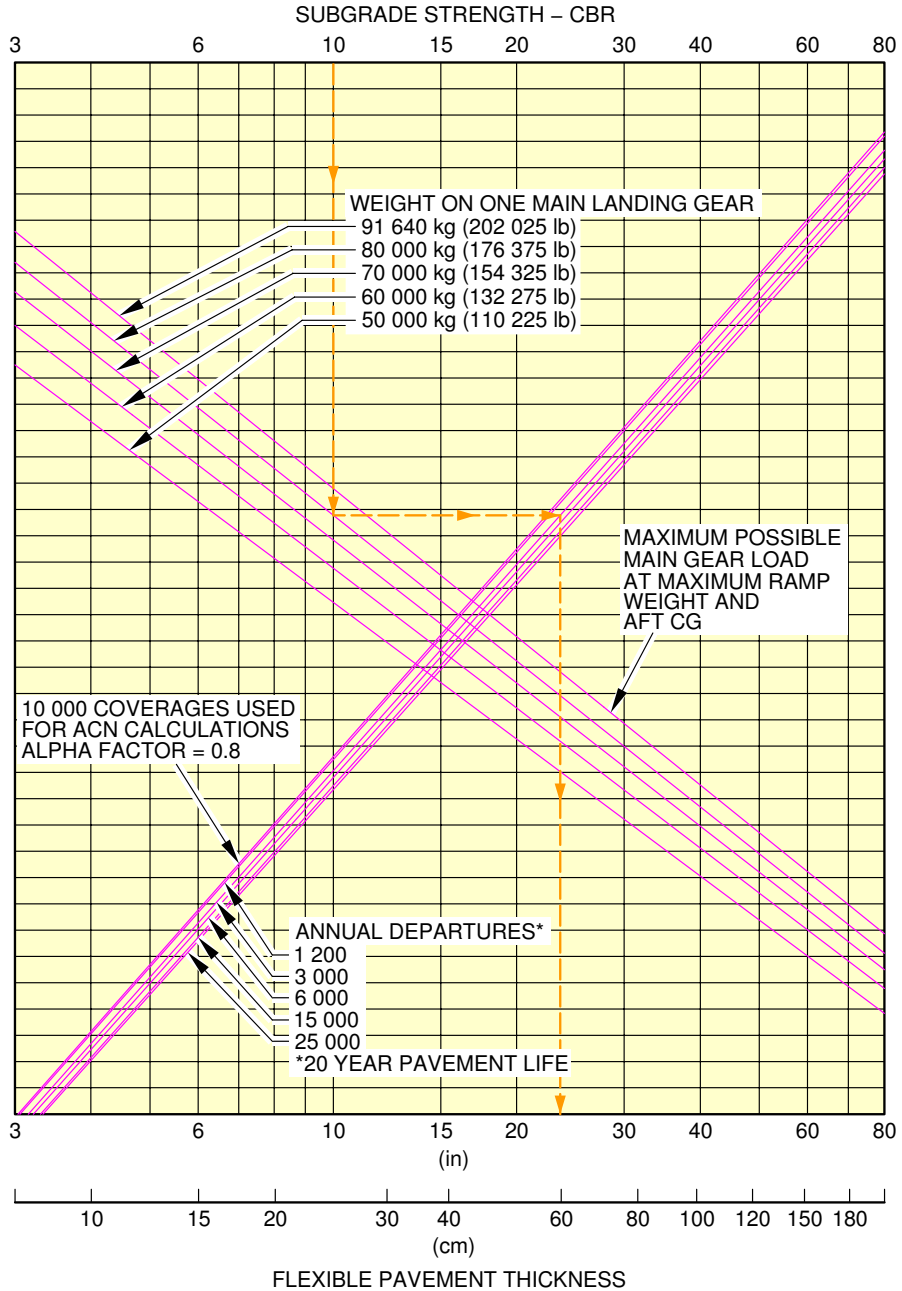 SUBGRADE STRENGTH – CBR
3 6 10 15 20 30 40 60 80
WEIGHT ON ONE MAIN LANDING GEAR
91 640 kg (202 025 lb)
80 000 kg (176 375 lb)
70 000 kg (154 325 lb)
60 000 kg (132 275 lb)
50 000 kg (110 225 lb)
MAXIMUM POSSIBLE
MAIN GEAR LOAD
AT MAXIMUM RAMP
WEIGHT AND
AFT CG
10 000 COVERAGES USED
FOR ACN CALCULATIONS
ALPHA FACTOR = 0.8
ANNUAL DEPARTURES*
1 200
3 000
6 000
15 000
25 000
*20 YEAR PAVEMENT LIFE
3 6 10 15 20 30 40 60 80
(in)
10 15 20 30 40 60 80 100 120 150 180
(cm)
FLEXIBLE PAVEMENT THICKNESS